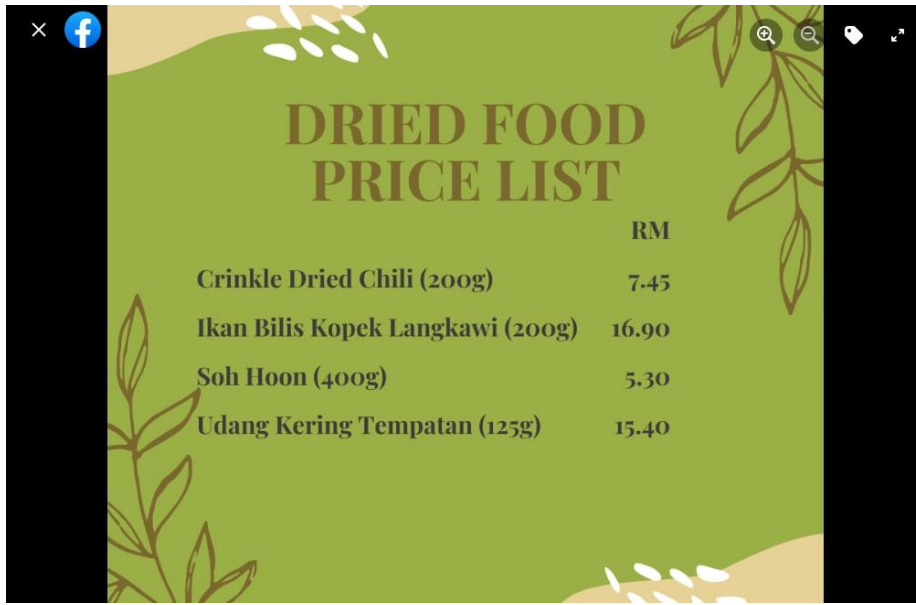 DRIED FOOD
PRICE LIST
RM
Crinkle Dried Chili (200g) 7.45
Ikan Bilis Kopek Langkawi (200g) 16.90
Soh Hoon (400g) 5.30
Udang Kering Tempatan (125g) 15.40